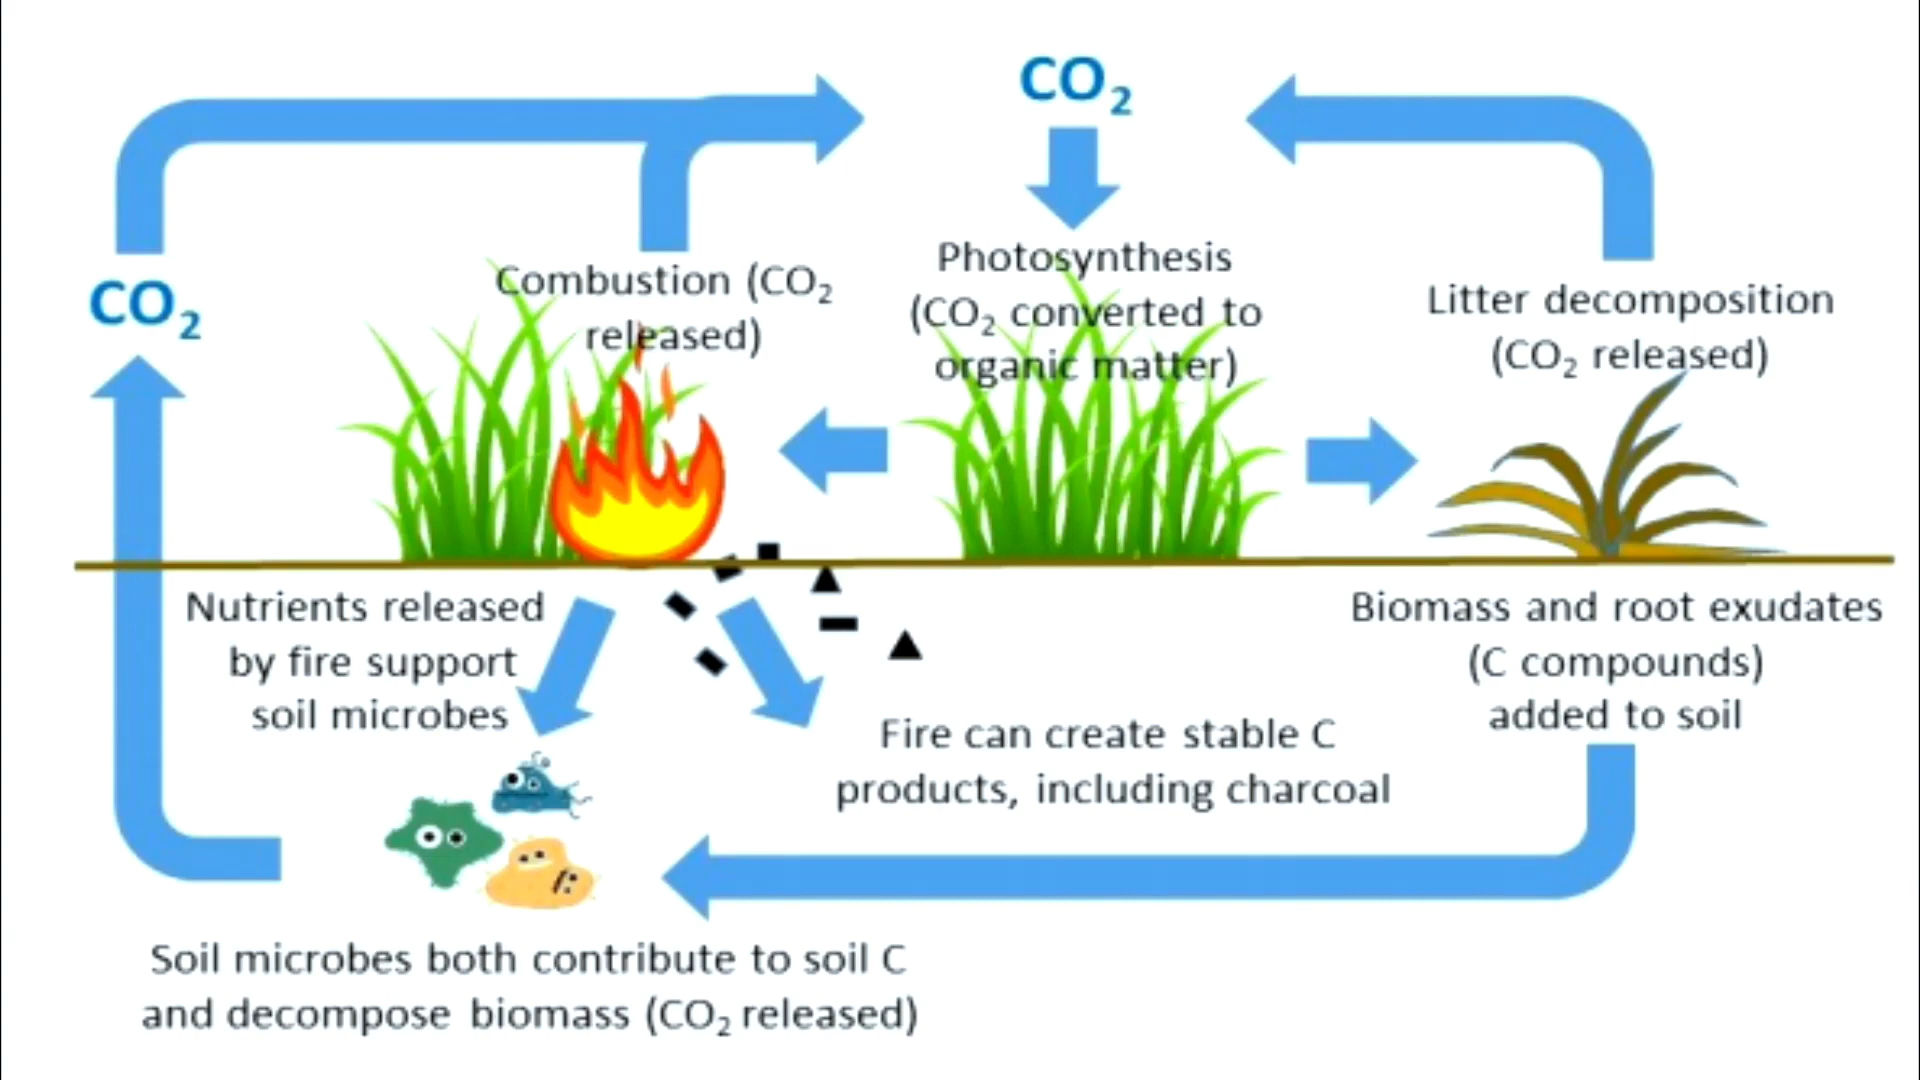 CO₂
CO₂
Combustion (CO₂
released)
Photosynthesis
(CO₂ converted to
organic matter)
Litter decomposition
(CO₂ released)
Nutrients released
by fire support
soil microbes
Fire can create stable C
products, including charcoal
Biomass and root exudates
(C compounds)
added to soil
Soil microbes both contribute to soil C
and decompose biomass (CO₂ released)